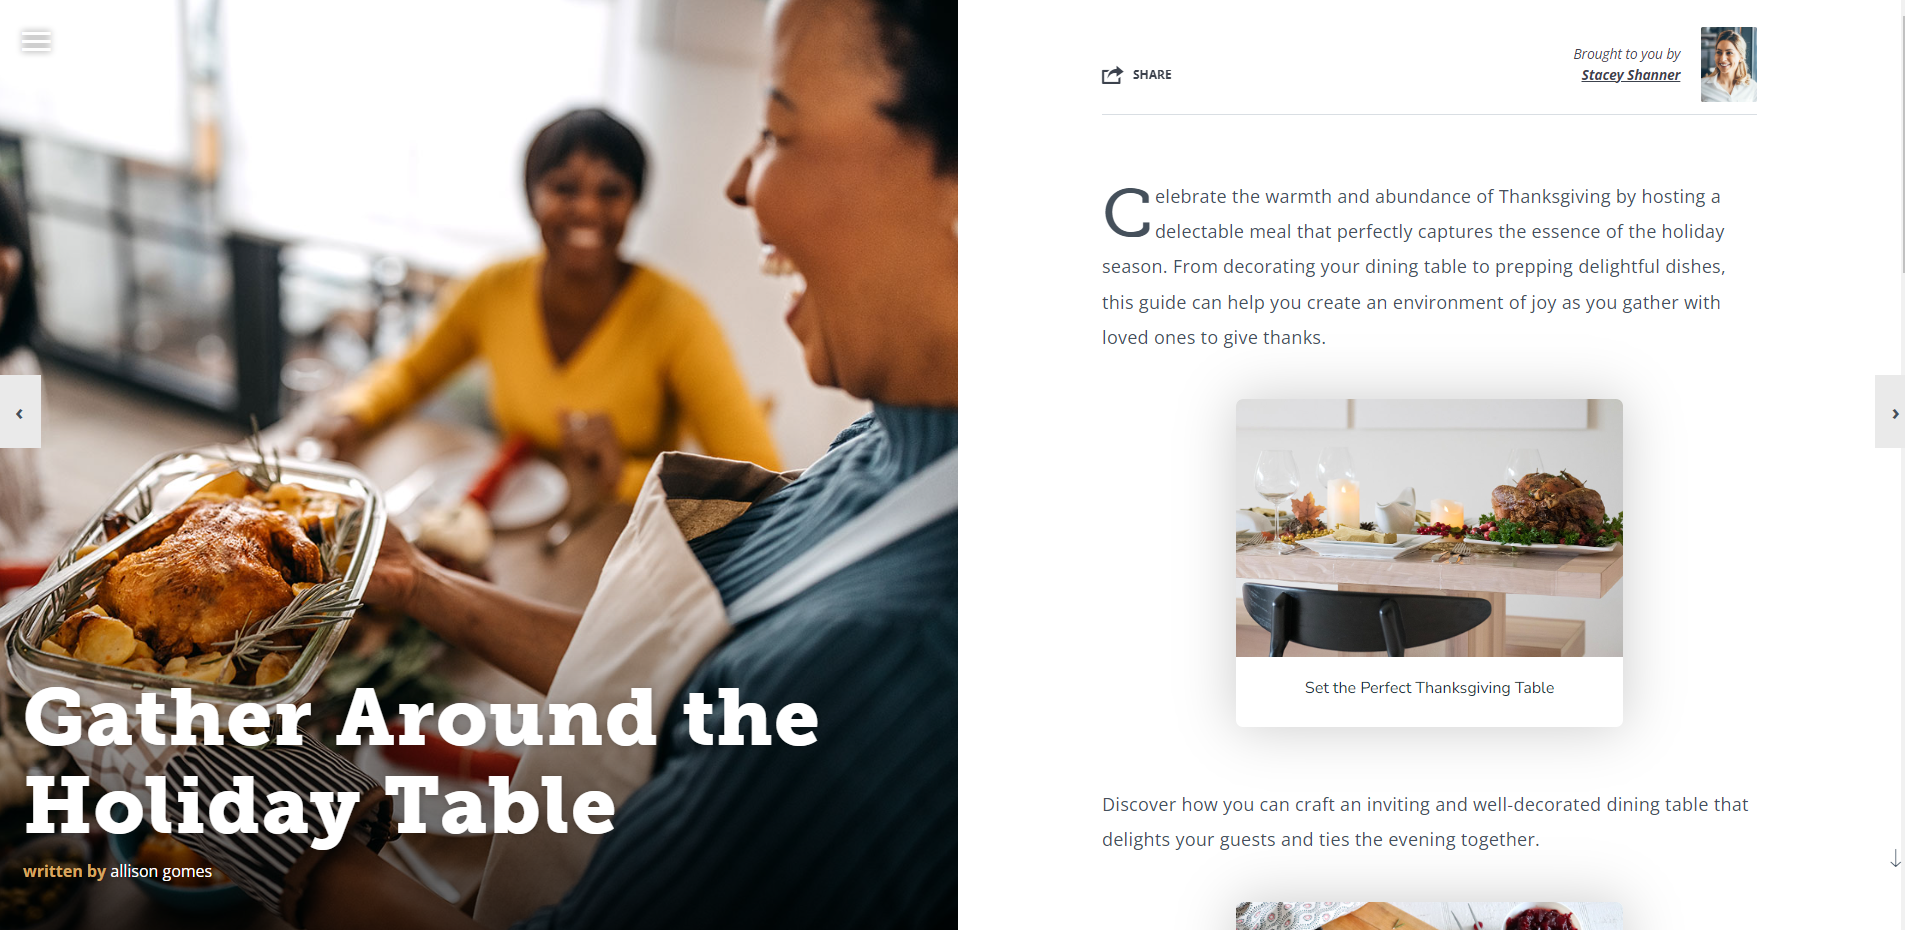 Gather Around the
Holiday Table
written by allison gomes
SHARE
Brought to you by
Stacey Shanner
Celebrate the warmth and abundance of Thanksgiving by hosting a
delectable meal that perfectly captures the essence of the holiday
season. From decorating your dining table to prepping delightful dishes,
this guide can help you create an environment of joy as you gather with
loved ones to give thanks.
Set the Perfect Thanksgiving Table
Discover how you can craft an inviting and well-decorated dining table that
delights your guests and ties the evening together.